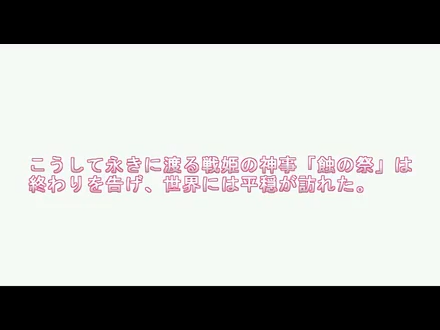 こうして永きに渡る戦姫の神事「蝕の祭」は
終わりを告げ、世界には平穏が訪れた。